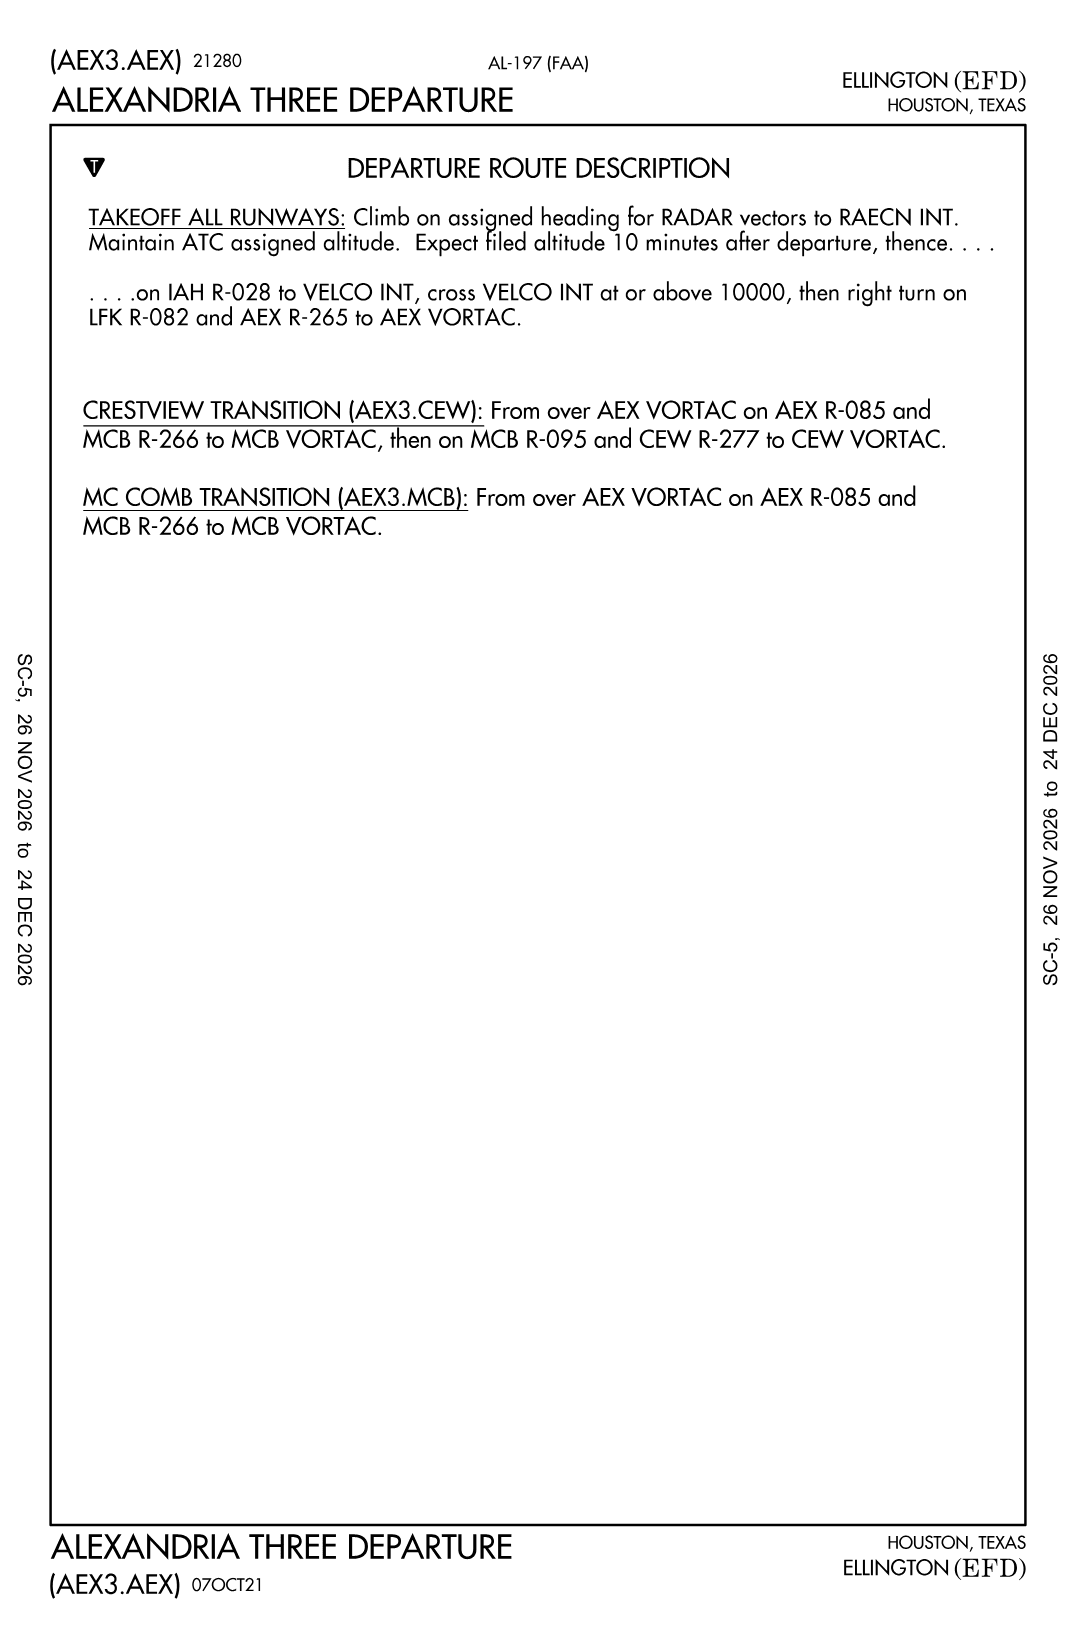 (AEX3.AEX) 21280
AL-197 (FAA)
ELLINGTON (EFD)
ALEXANDRIA THREE DEPARTURE
HOUSTON, TEXAS
T
DEPARTURE ROUTE DESCRIPTION
TAKEOFF ALL RUNWAYS: Climb on assigned heading for RADAR vectors to RAECN INT.
Maintain ATC assigned altitude. Expect filed altitude 10 minutes after departure, thence. . . .
. . . .on IAH R-028 to VELCO INT, cross VELCO INT at or above 10000, then right turn on
LFK R-082 and AEX R-265 to AEX VORTAC.
CRESTVIEW TRANSITION (AEX3.CEW): From over AEX VORTAC on AEX R-085 and
MCB R-266 to MCB VORTAC, then on MCB R-095 and CEW R-277 to CEW VORTAC.
MC COMB TRANSITION (AEX3.MCB): From over AEX VORTAC on AEX R-085 and
MCB R-266 to MCB VORTAC.
SC-5, 26 NOV 2026 to 24 DEC 2026
SC-5, 26 NOV 2026 to 24 DEC 2026
ALEXANDRIA THREE DEPARTURE
HOUSTON, TEXAS
ELLINGTON (EFD)
(AEX3.AEX) 07OCT21